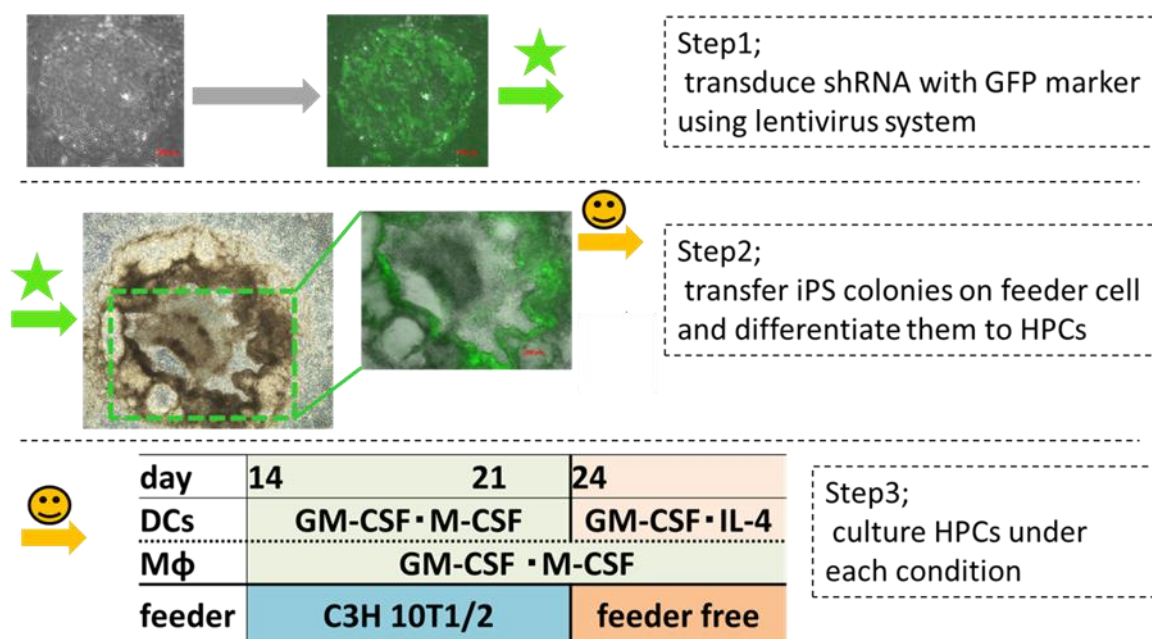 Step1;
transduce shRNA with GFP marker
using lentivirus system
Step2;
transfer iPS colonies on feeder cell
and differentiate them to HPCs
day 14 21 24
DCs GM-CSF・M-CSF GM-CSF・IL-4
Mφ GM-CSF ・M-CSF
feeder C3H 10T1/2 feeder free
Step3;
culture HPCs under
each condition